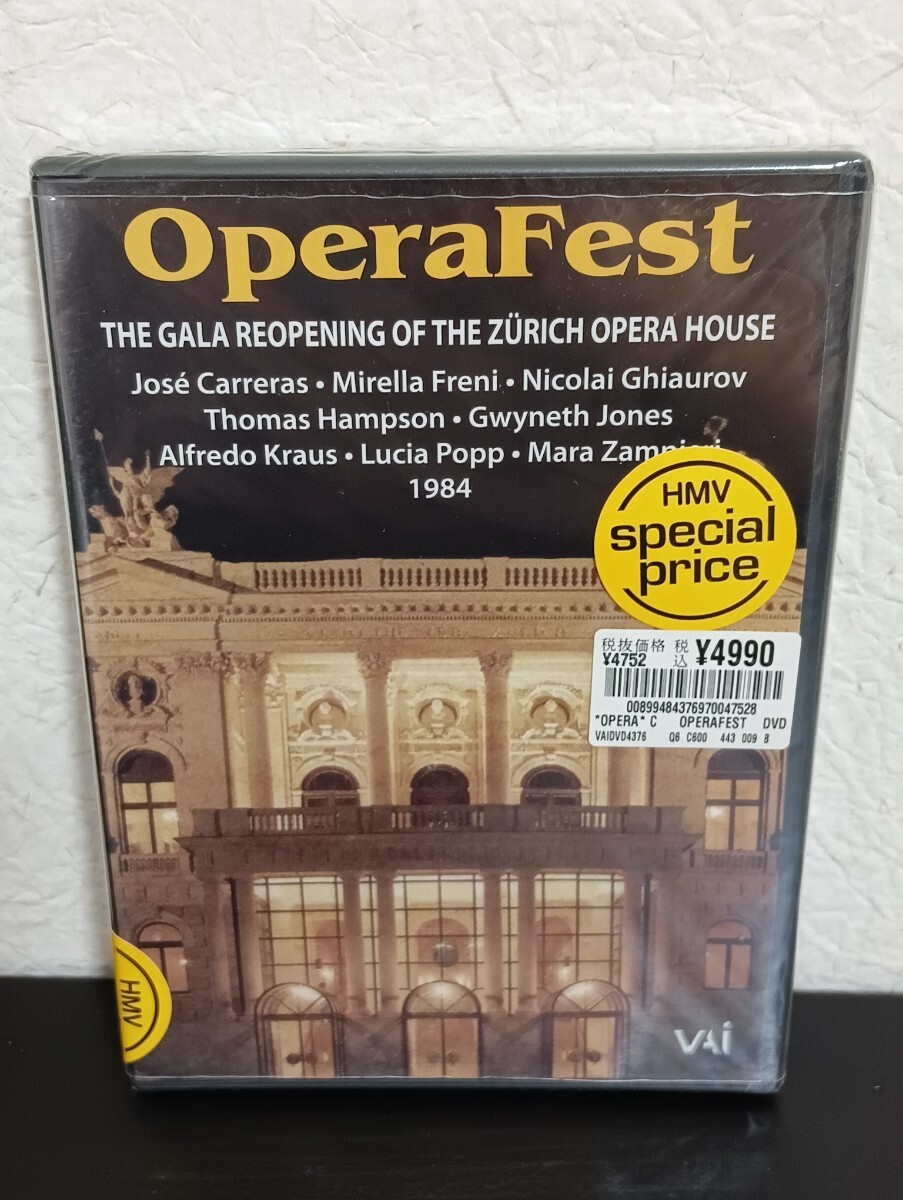 OperaFest
THE GALA REOPENING OF THE ZÜRICH OPERA HOUSE
José Carreras • Mirella Freni • Nicolai Ghiaurov
Thomas Hampson • Gwyneth Jones
Alfredo Kraus • Lucia Popp • Mara Zampieri
1984
HMV
special
price
税抜価格 税込 ¥4990
¥4752
00899484376970047528
*OPERA* C OPERAFEST DVD
VAIDVD4376 Q6 C600 443 009 B
HMV
VAI